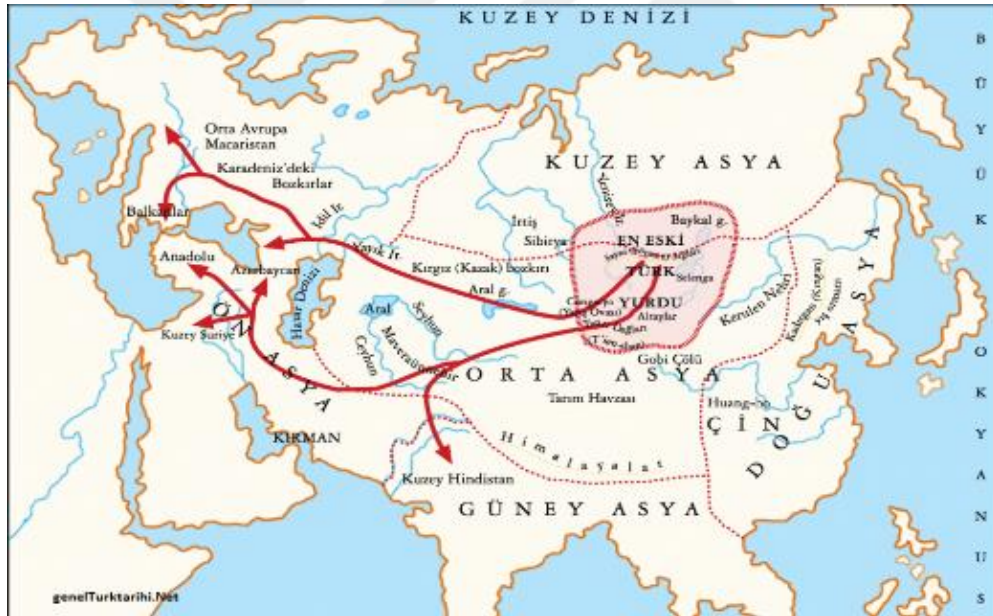 KUZEY DENİZİ
BÜYÜK OKYANUS
Orta Avrupa
Macaristan
Karadeniz'deki
Bozkırlar
Balkanlar
İdil Ir.
Yayık Ir.
Anadolu
Azerbaycan
Hazar Denizi
Kuzey Suriye
ÖN ASYA
KIRMAN
Aral
Seyhun
Ceyhun
Maveraünnehir
Kırgız (Kazak) bozkırı
Aral g.
İrtiş
Sibirya
KUZEY ASYA
Baykal g.
EN ESKİ
TÜRK
Selenga
YURDU
Altaylar
Kerulen Nehri
Gobi Çölü
ORTA ASYA
Tarım Havzası
Himalayalar
Kuzey Hindistan
GÜNEY ASYA
ÇİN
DOĞU ASYA
genelTurktarihi.Net